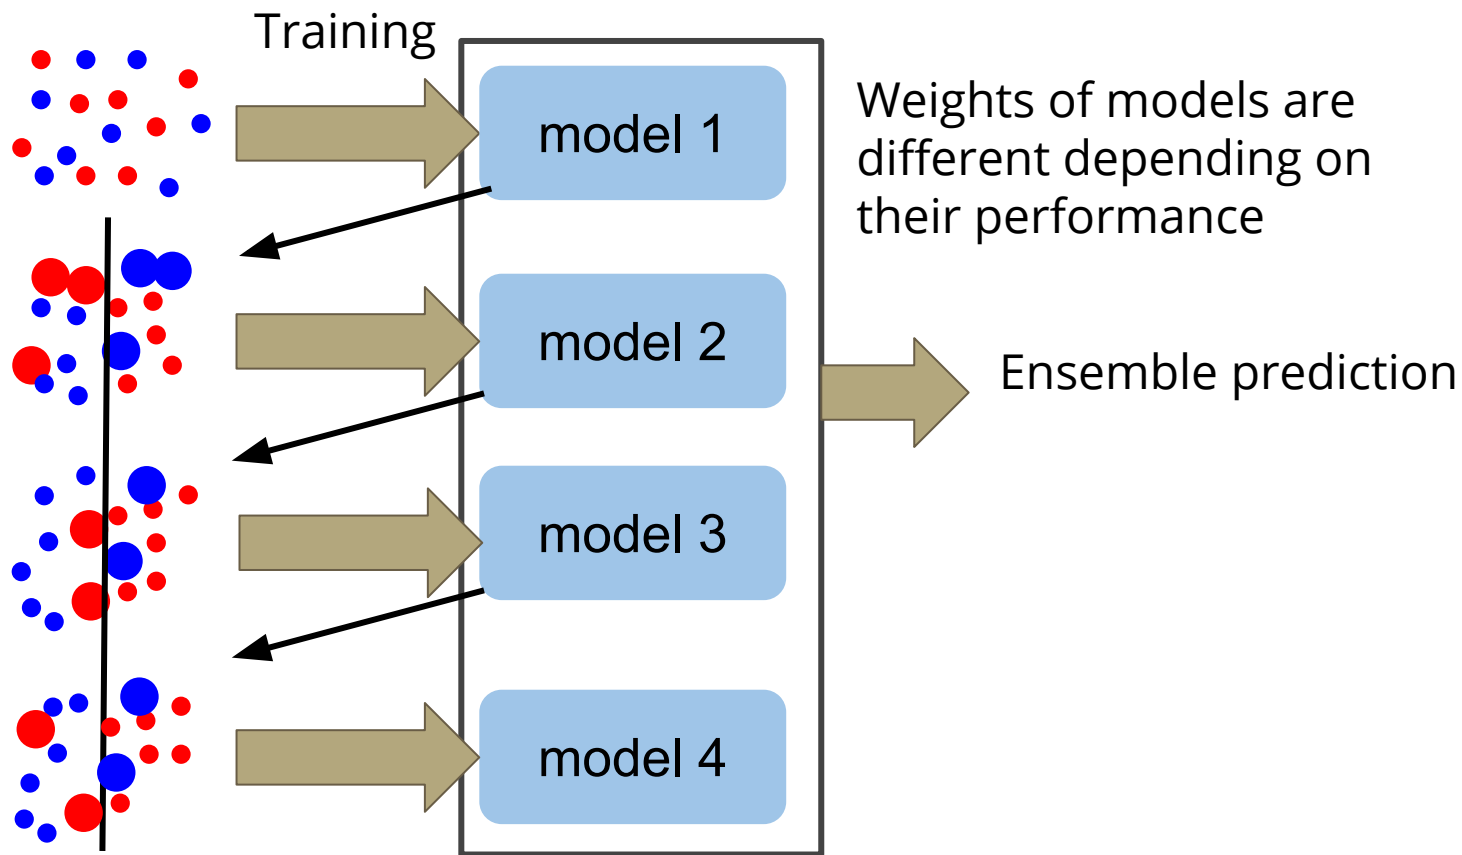 Training
model 1
Weights of models are
different depending on
their performance
model 2
Ensemble prediction
model 3
model 4